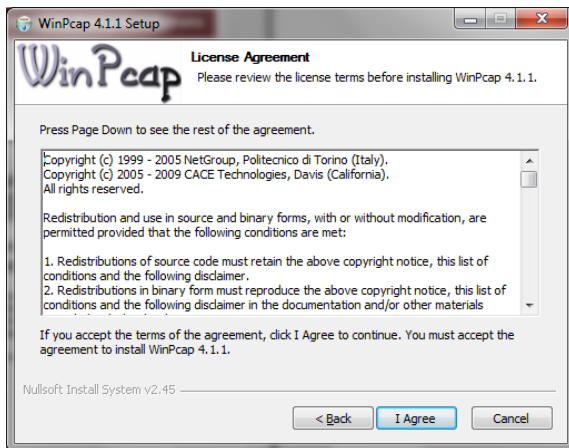 WinPcap 4.1.1 Setup
WinPcap
License Agreement
Please review the license terms before installing WinPcap 4.1.1.
Press Page Down to see the rest of the agreement.
Copyright (c) 1999 - 2005 NetGroup, Politecnico di Torino (Italy).
Copyright (c) 2005 - 2009 CACE Technologies, Davis (California).
All rights reserved.
Redistribution and use in source and binary forms, with or without modification, are
permitted provided that the following conditions are met:
1. Redistributions of source code must retain the above copyright notice, this list of
conditions and the following disclaimer.
2. Redistributions in binary form must reproduce the above copyright notice, this list of
conditions and the following disclaimer in the documentation and/or other materials
If you accept the terms of the agreement, click I Agree to continue. You must accept the
agreement to install WinPcap 4.1.1.
Nullsoft Install System v2.45
< Back
I Agree
Cancel